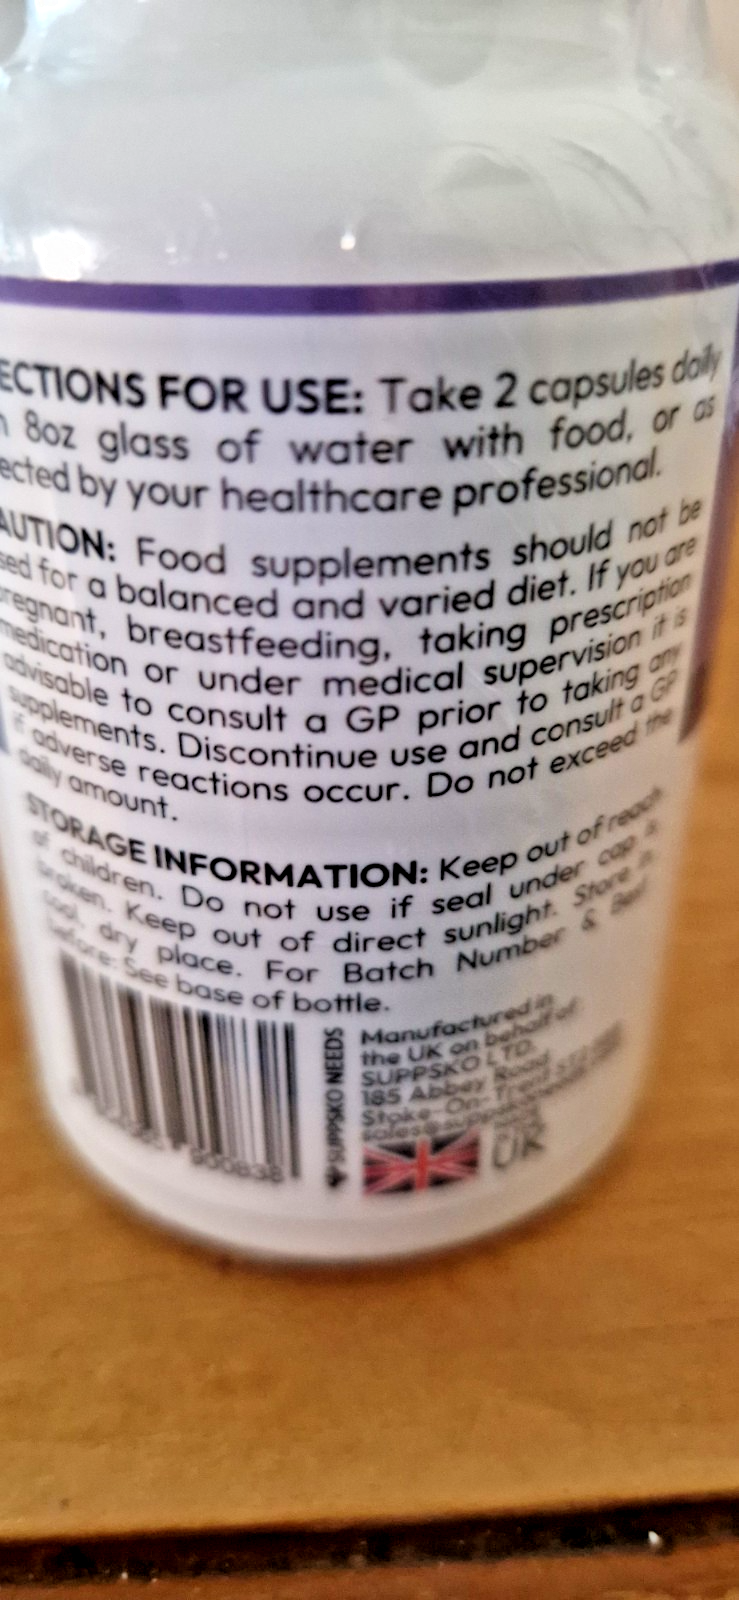 ECTIONS FOR USE: Take 2 capsules daily
8oz glass of water with food, or as
ected by your healthcare professional.
AUTION: Food supplements should not be
sed for a balanced and varied diet. If you are
regnant, breastfeeding, taking prescription
medication or under medical supervision it is
advisable to consult a GP prior to taking any
supplements. Discontinue use and consult a GP
if adverse reactions occur. Do not exceed the
daily amount.
STORAGE INFORMATION: Keep out of reach
of children. Do not use if seal under cap is
broken. Keep out of direct sunlight. Store in
cool, dry place. For Batch Number & Best
Before: See base of bottle.
SUPPSKO NEEDS
Manufactured in
the UK on behalf of:
SUPPSKO LTD.
185 Abbey Road
Stoke-On-Trent
UK